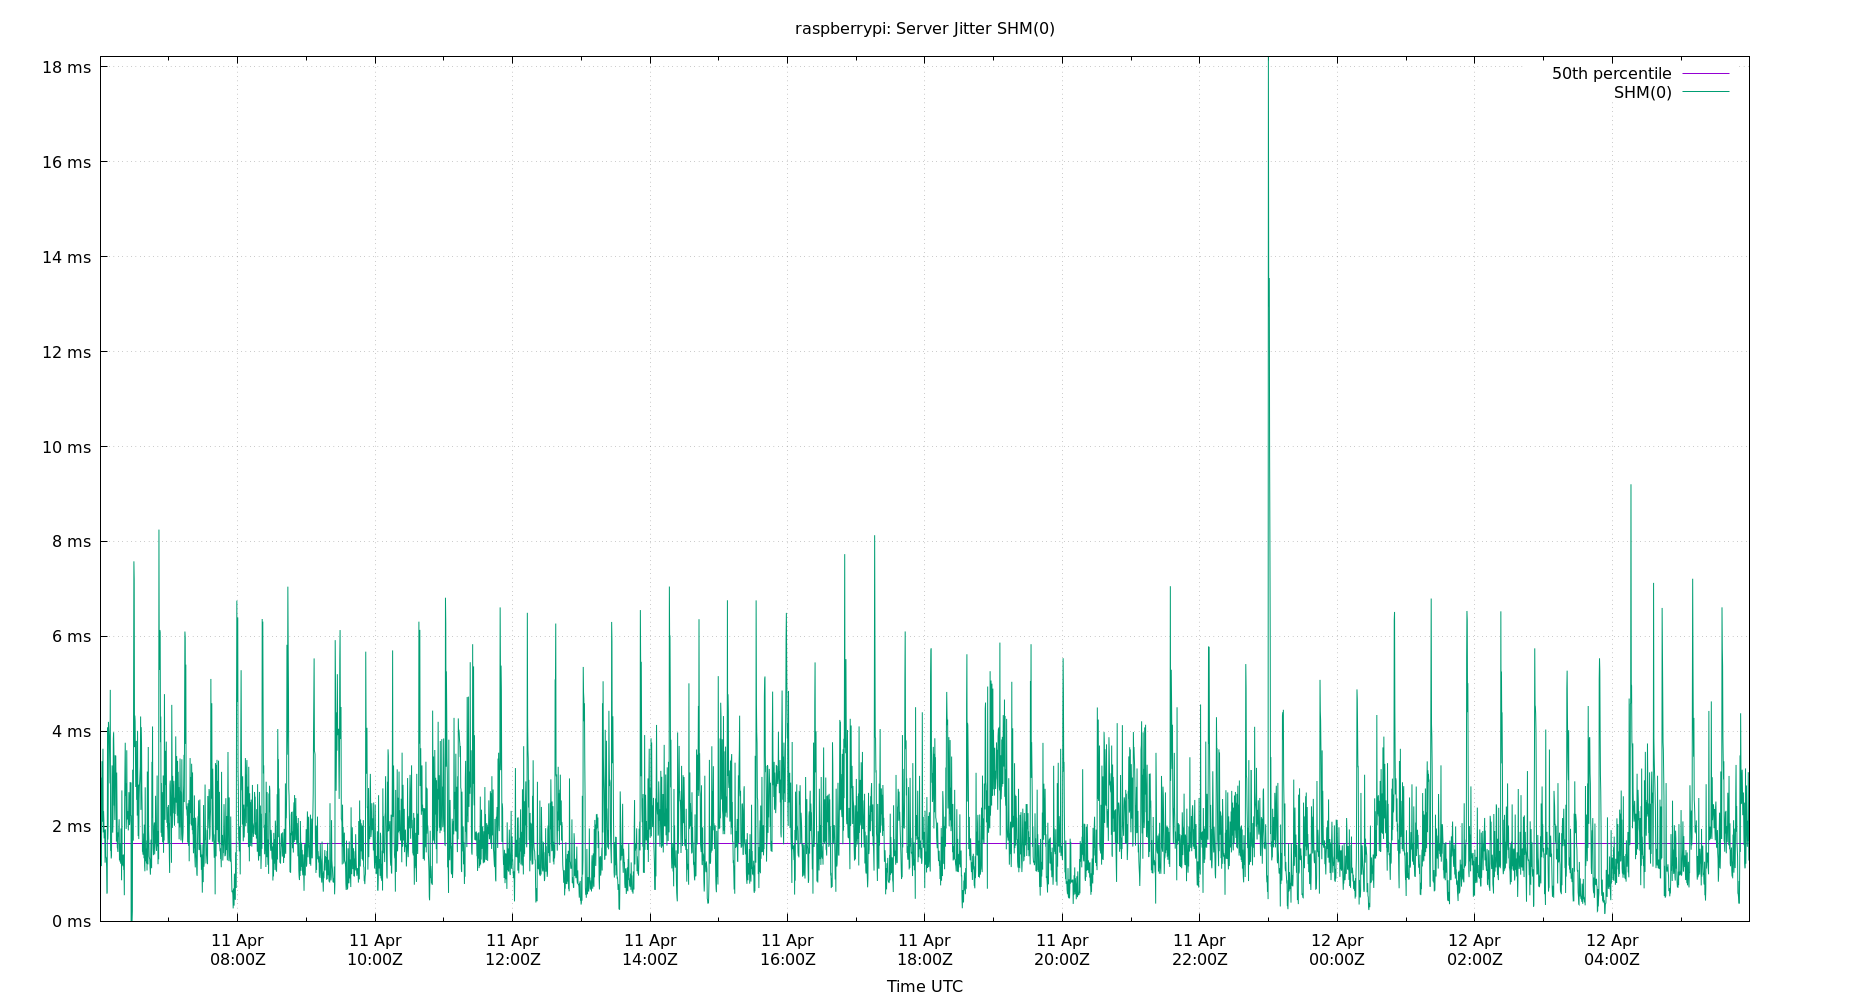 raspberrypi: Server Jitter SHM(0)
50th percentile
SHM(0)
18 ms
16 ms
14 ms
12 ms
10 ms
8 ms
6 ms
4 ms
2 ms
0 ms
11 Apr 11 Apr 11 Apr 11 Apr 11 Apr 11 Apr 11 Apr 11 Apr 12 Apr 12 Apr 12 Apr
08:00Z 10:00Z 12:00Z 14:00Z 16:00Z 18:00Z 20:00Z 22:00Z 00:00Z 02:00Z 04:00Z
Time UTC